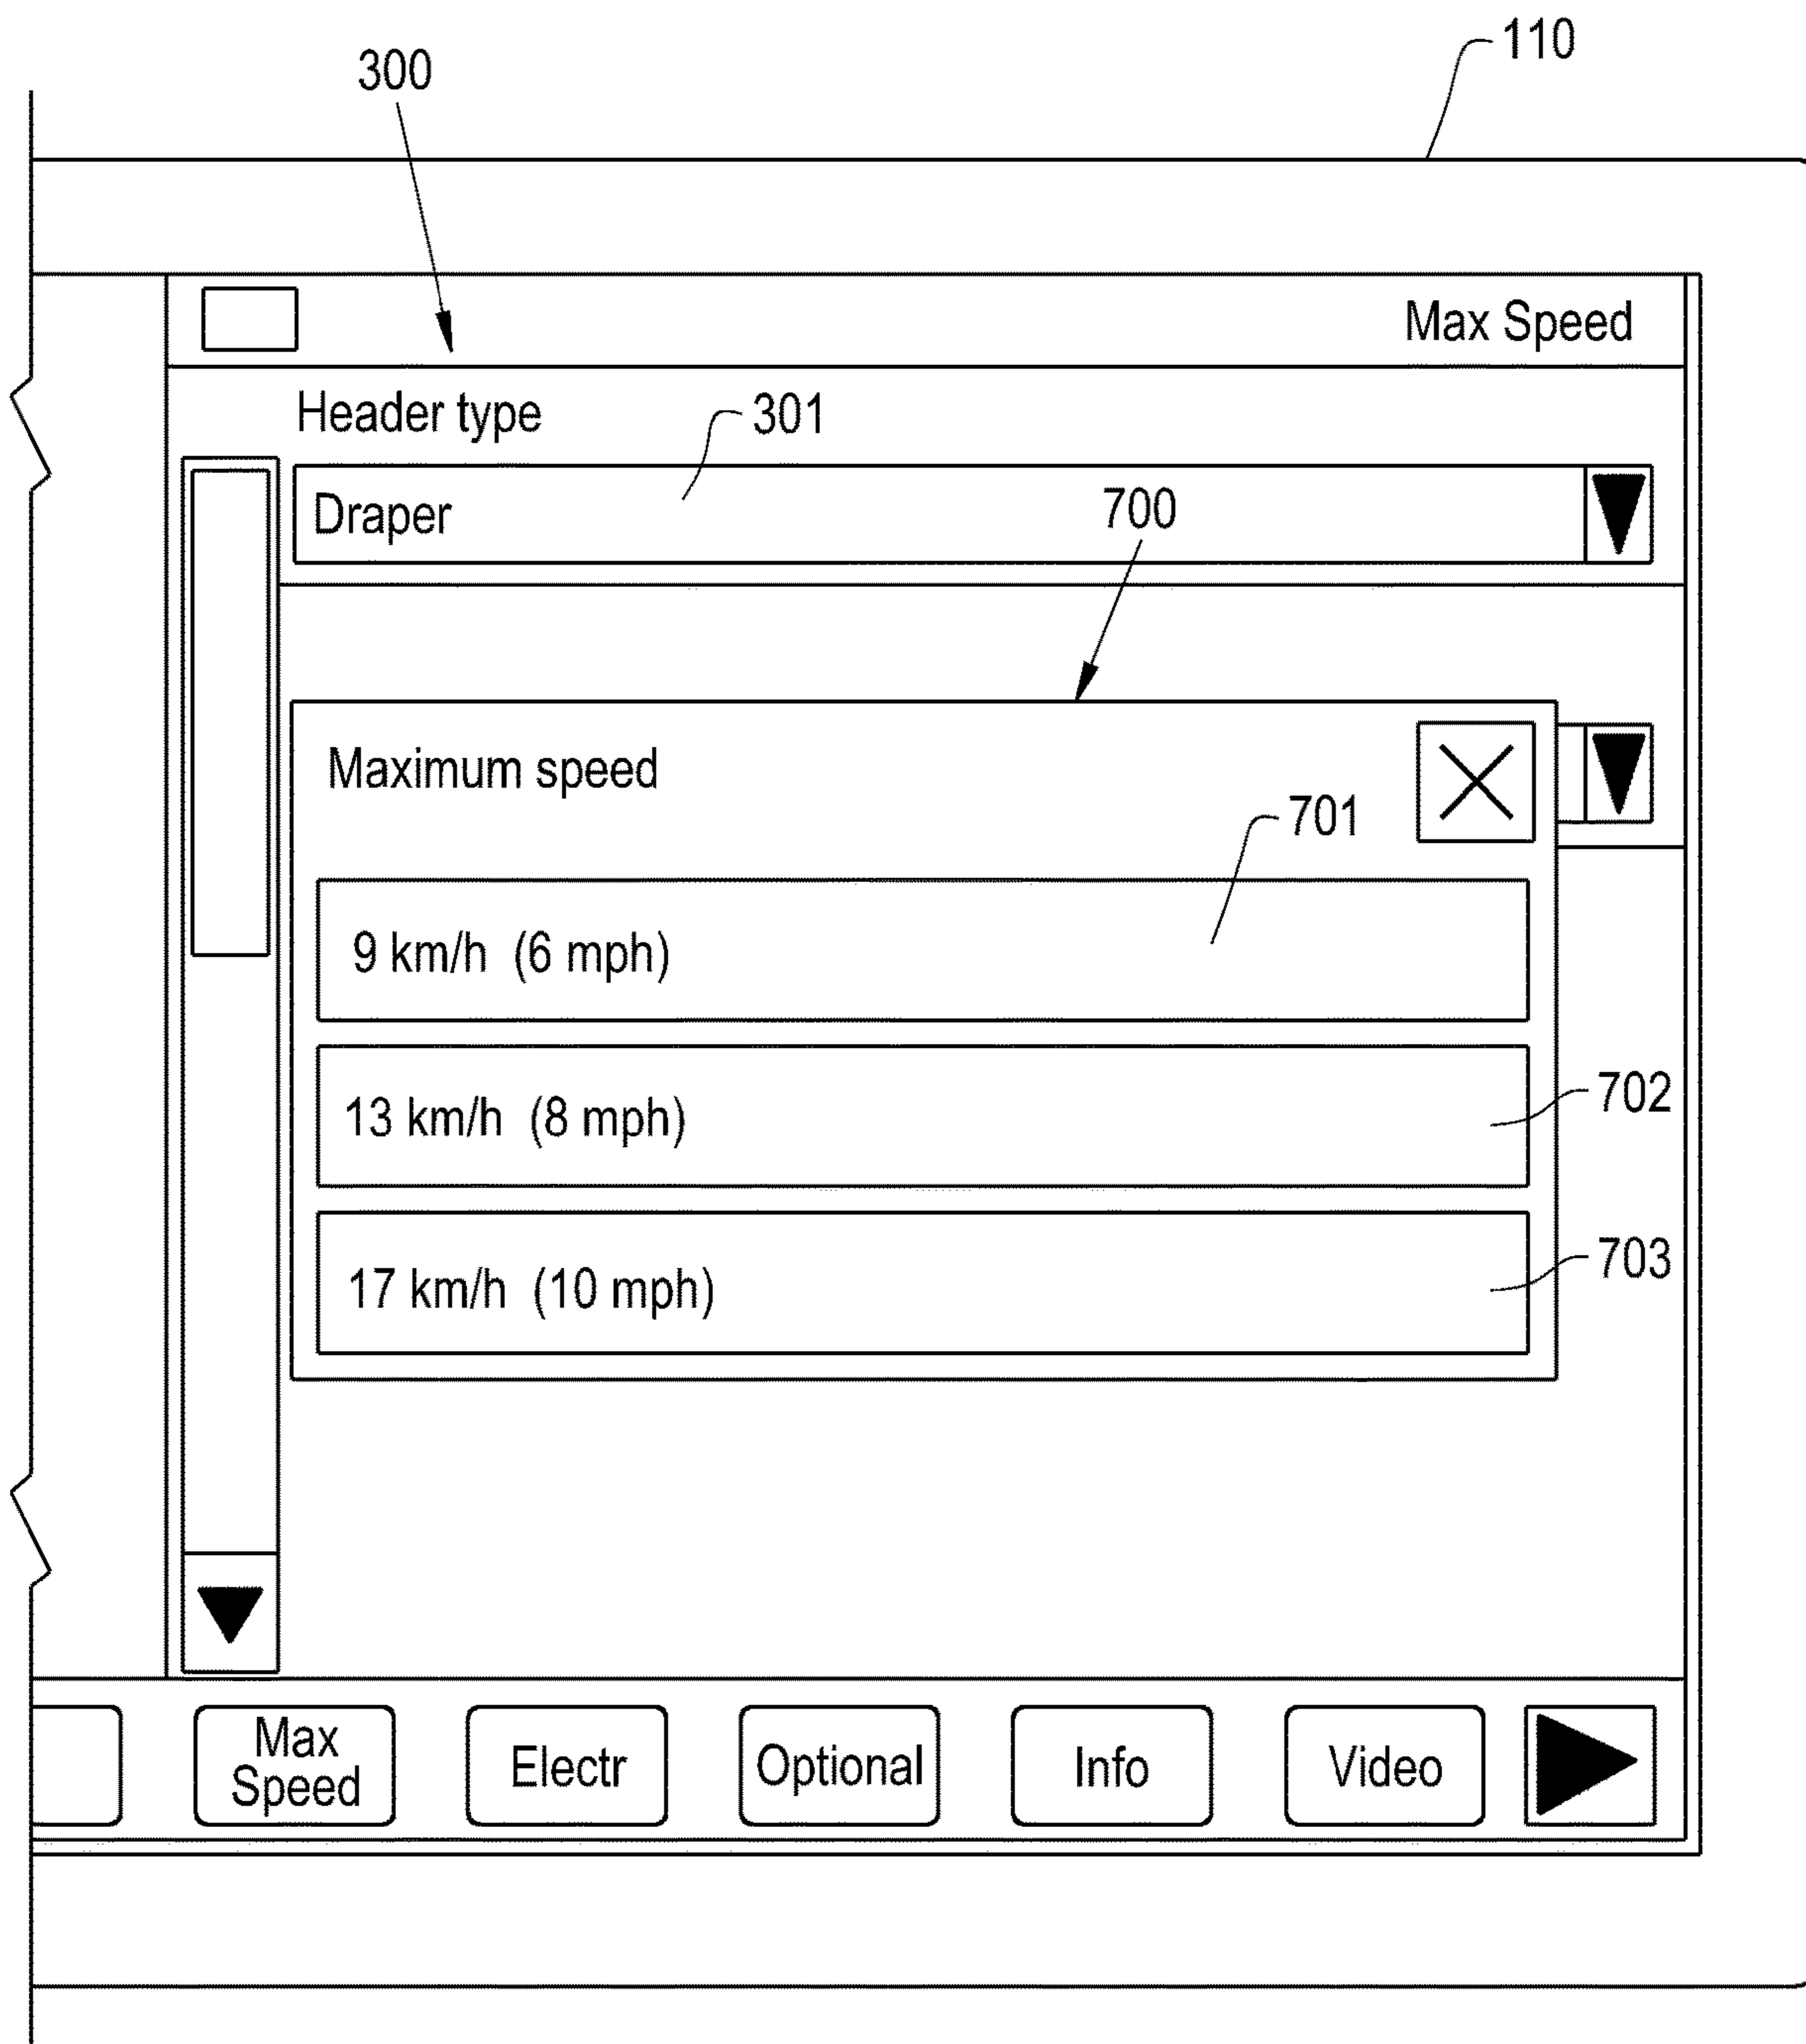 110
300
Max Speed
Header type
301
Draper
700
Maximum speed
701
9 km/h (6 mph)
702
13 km/h (8 mph)
703
17 km/h (10 mph)
Max
Speed
Electr
Optional
Info
Video